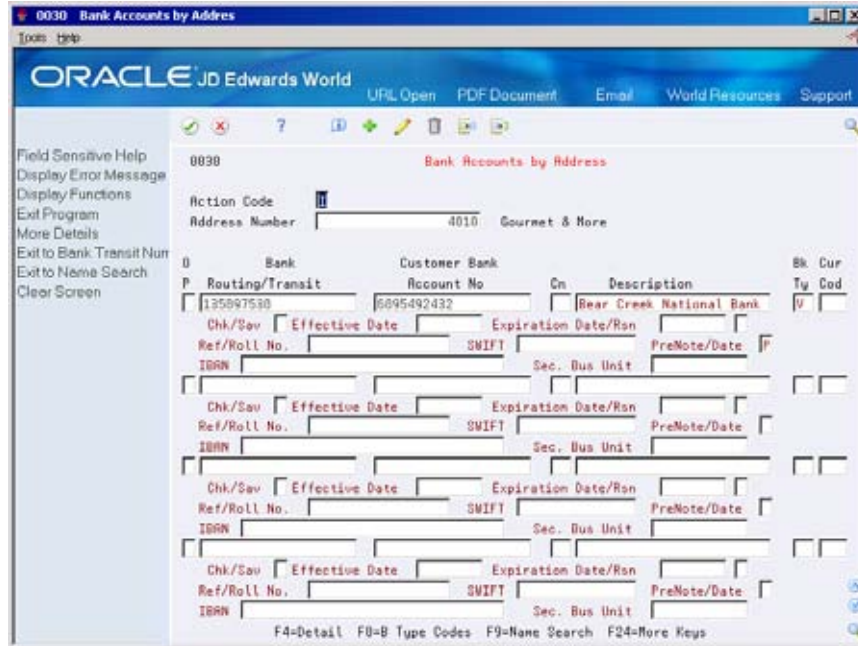 0030 Bank Accounts by Addres
Tools Help
ORACLE JD Edwards World
URL Open PDF Document Email World Resources Support
Field Sensitive Help
Display Error Message
Display Functions
Exit Program
More Details
Exit to Bank Transit Num
Exit to Name Search
Clear Screen
0030 Bank Accounts by Address
Action Code I
Address Number 4010 Gourmet & More
O Bank Customer Bank Bk Cur
P Routing/Transit Account No Cn Description Ty Cod
135897530 6895492432 Bear Creek National Bank V
Chk/Sav Effective Date Expiration Date/Rsn
Ref/Roll No. SWIFT PreNote/Date P
IBAN Sec. Bus Unit
Chk/Sav Effective Date Expiration Date/Rsn
Ref/Roll No. SWIFT PreNote/Date
IBAN Sec. Bus Unit
Chk/Sav Effective Date Expiration Date/Rsn
Ref/Roll No. SWIFT PreNote/Date
IBAN Sec. Bus Unit
Chk/Sav Effective Date Expiration Date/Rsn
Ref/Roll No. SWIFT PreNote/Date
IBAN Sec. Bus Unit
F4=Detail F8=B Type Codes F9=Name Search F24=More Keys